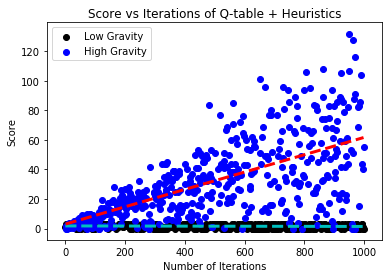 Score vs Iterations of Q-table + Heuristics
Low Gravity
High Gravity
Score
120
100
80
60
40
20
0
0 200 400 600 800 1000
Number of Iterations